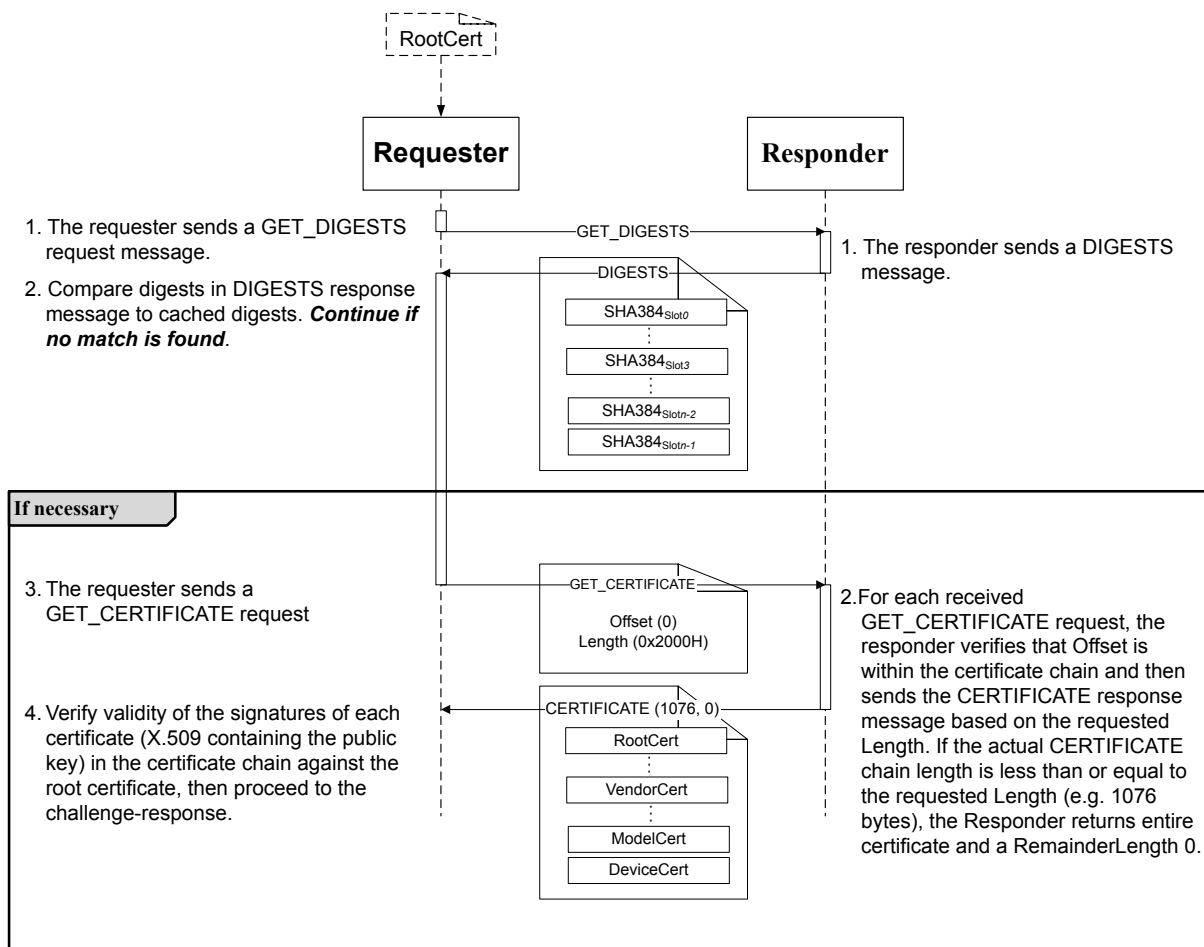 RootCert
Requester
Responder
1. The requester sends a GET_DIGESTS
request message.
2. Compare digests in DIGESTS response
message to cached digests. Continue if
no match is found.
GET_DIGESTS
1. The responder sends a DIGESTS
message.
DIGESTS
SHA384Slot0
SHA384Slot3
SHA384Slotn-2
SHA384Slotn-1
If necessary
3. The requester sends a
GET_CERTIFICATE request
GET_CERTIFICATE
Offset (0)
Length (0x2000H)
2.For each received
GET_CERTIFICATE request, the
responder verifies that Offset is
within the certificate chain and then
sends the CERTIFICATE response
message based on the requested
Length. If the actual CERTIFICATE
chain length is less than or equal to
the requested Length (e.g. 1076
bytes), the Responder returns entire
certificate and a RemainderLength 0.
4. Verify validity of the signatures of each
certificate (X.509 containing the public
key) in the certificate chain against the
root certificate, then proceed to the
challenge-response.
CERTIFICATE (1076, 0)
RootCert
VendorCert
ModelCert
DeviceCert